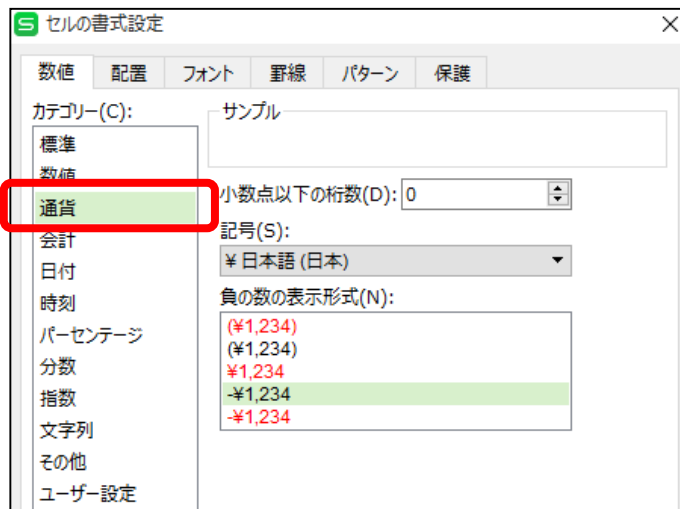 S セルの書式設定
数値 配置 フォント 罫線 パターン 保護
カテゴリー(C):
標準
数値
通貨
会計
日付
時刻
パーセンテージ
分数
指数
文字列
その他
ユーザー設定
サンプル
小数点以下の桁数(D): 0
記号(S):
¥ 日本語 (日本)
負の数の表示形式(N):
(¥1,234)
(¥1,234)
¥1,234
-¥1,234
-¥1,234